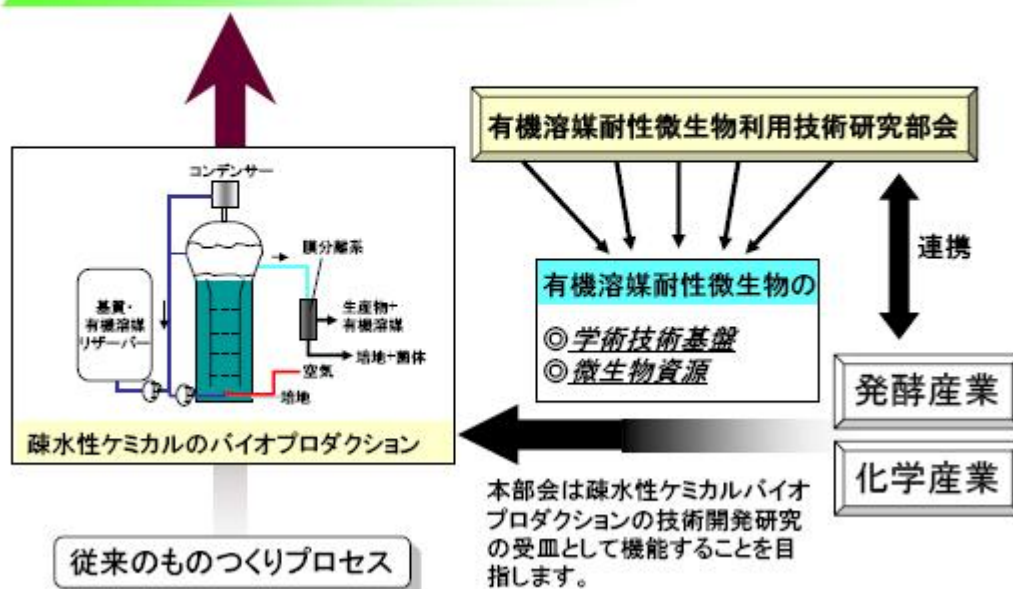 有機溶媒耐性微生物利用技術研究部会
連携
有機溶媒耐性微生物の
◎学術技術基盤
◎微生物資源
発酵産業
化学産業
コンデンサー
膜分離系
基質・
有機溶媒
リザーバー
生産物+
有機溶媒
培地+菌体
空気
培地
疎水性ケミカルのバイオプロダクション
本部会は疎水性ケミカルバイオ
プロダクションの技術開発研究
の受皿として機能することを目
指します。
従来のものつくりプロセス